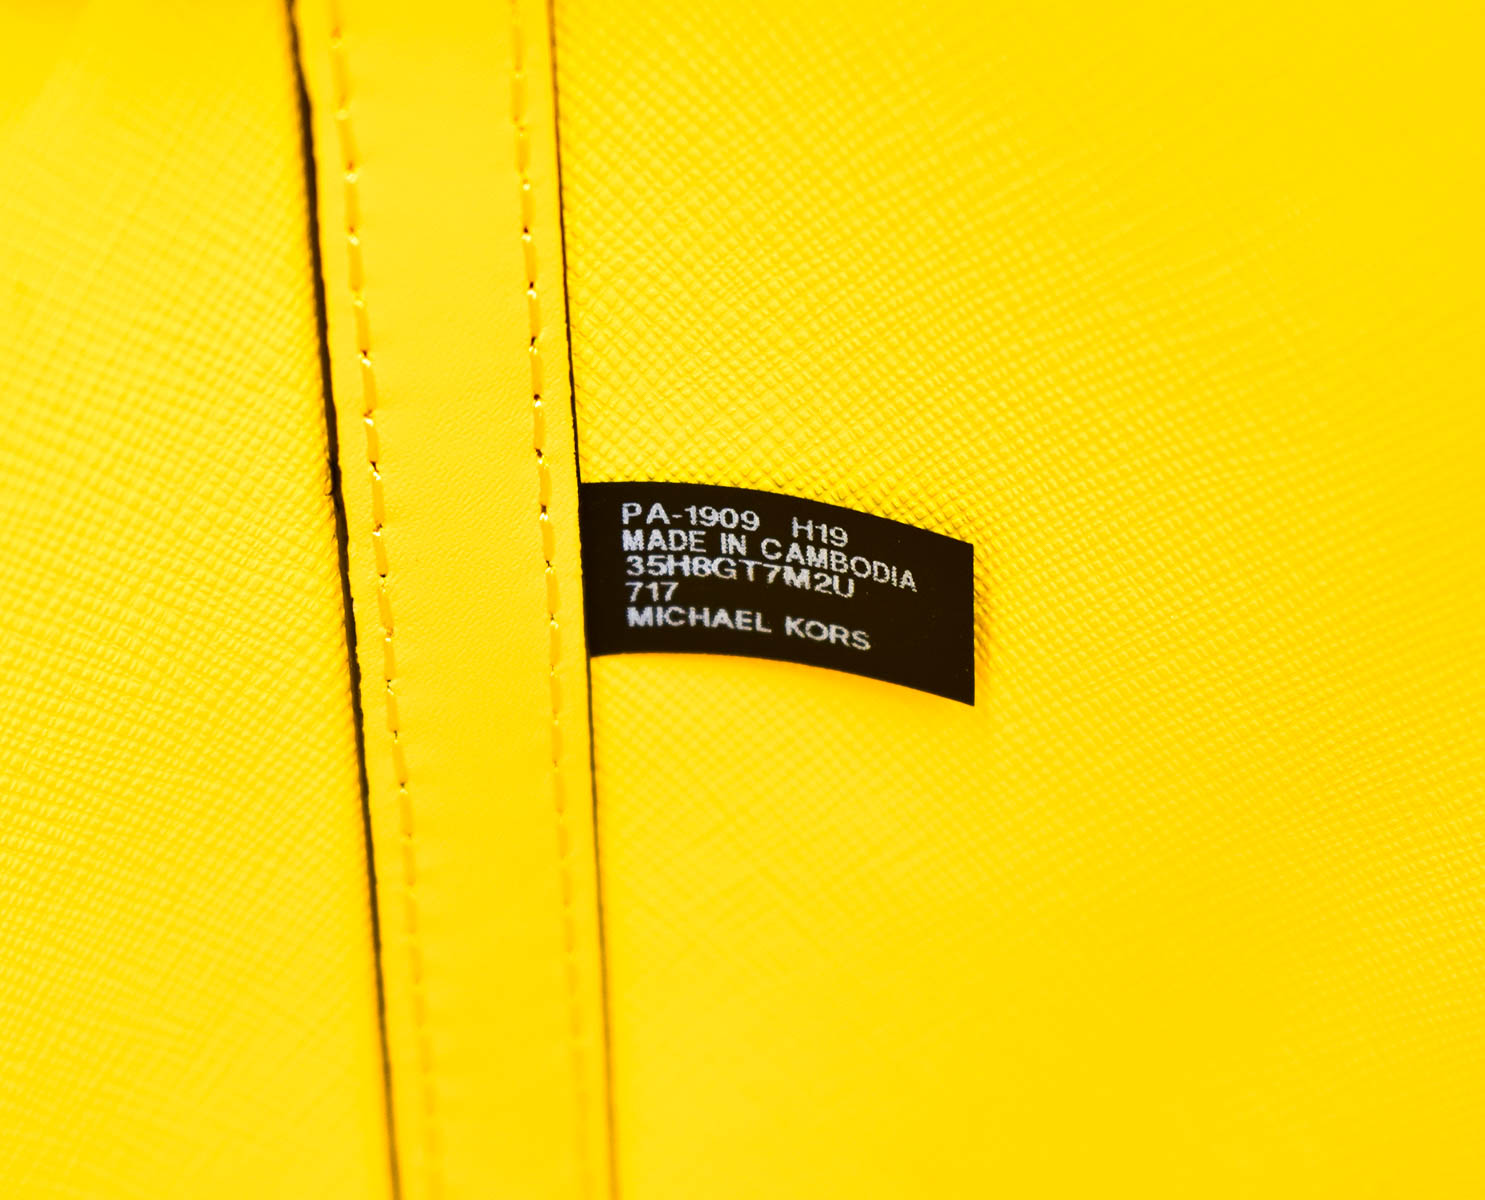 PA-1909 H19
MADE IN CAMBODIA
35H8GT7M2U
717
MICHAEL KORS